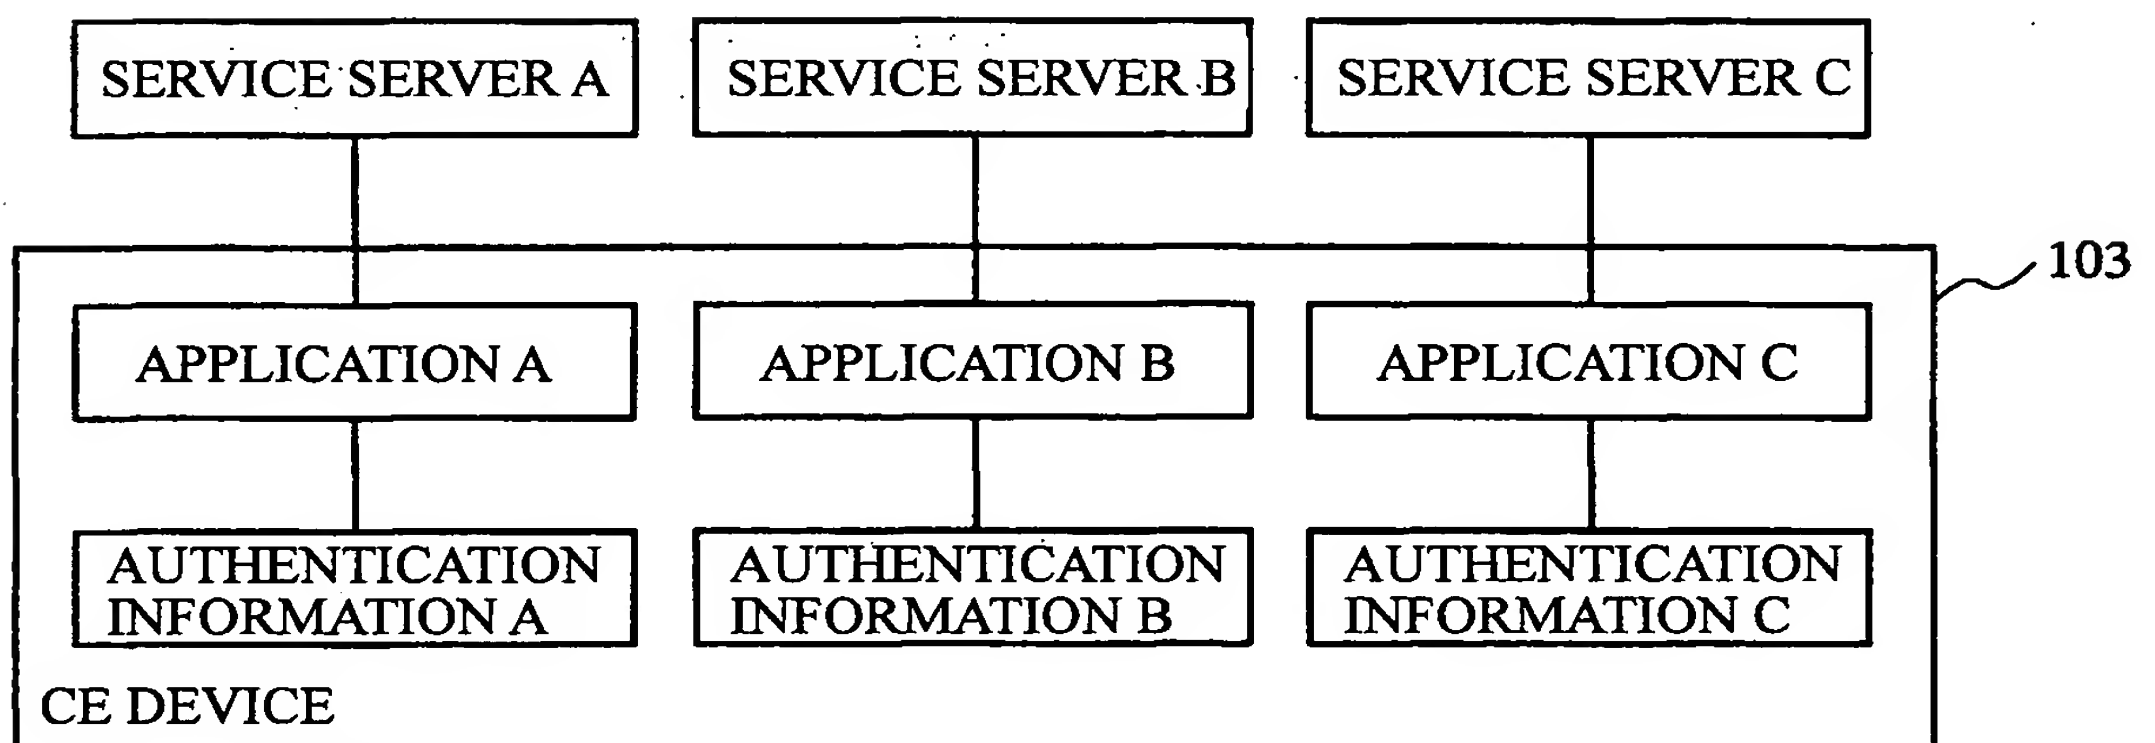 SERVICE SERVER A
SERVICE SERVER B
SERVICE SERVER C
103
APPLICATION A
APPLICATION B
APPLICATION C
AUTHENTICATION
INFORMATION A
AUTHENTICATION
INFORMATION B
AUTHENTICATION
INFORMATION C
CE DEVICE